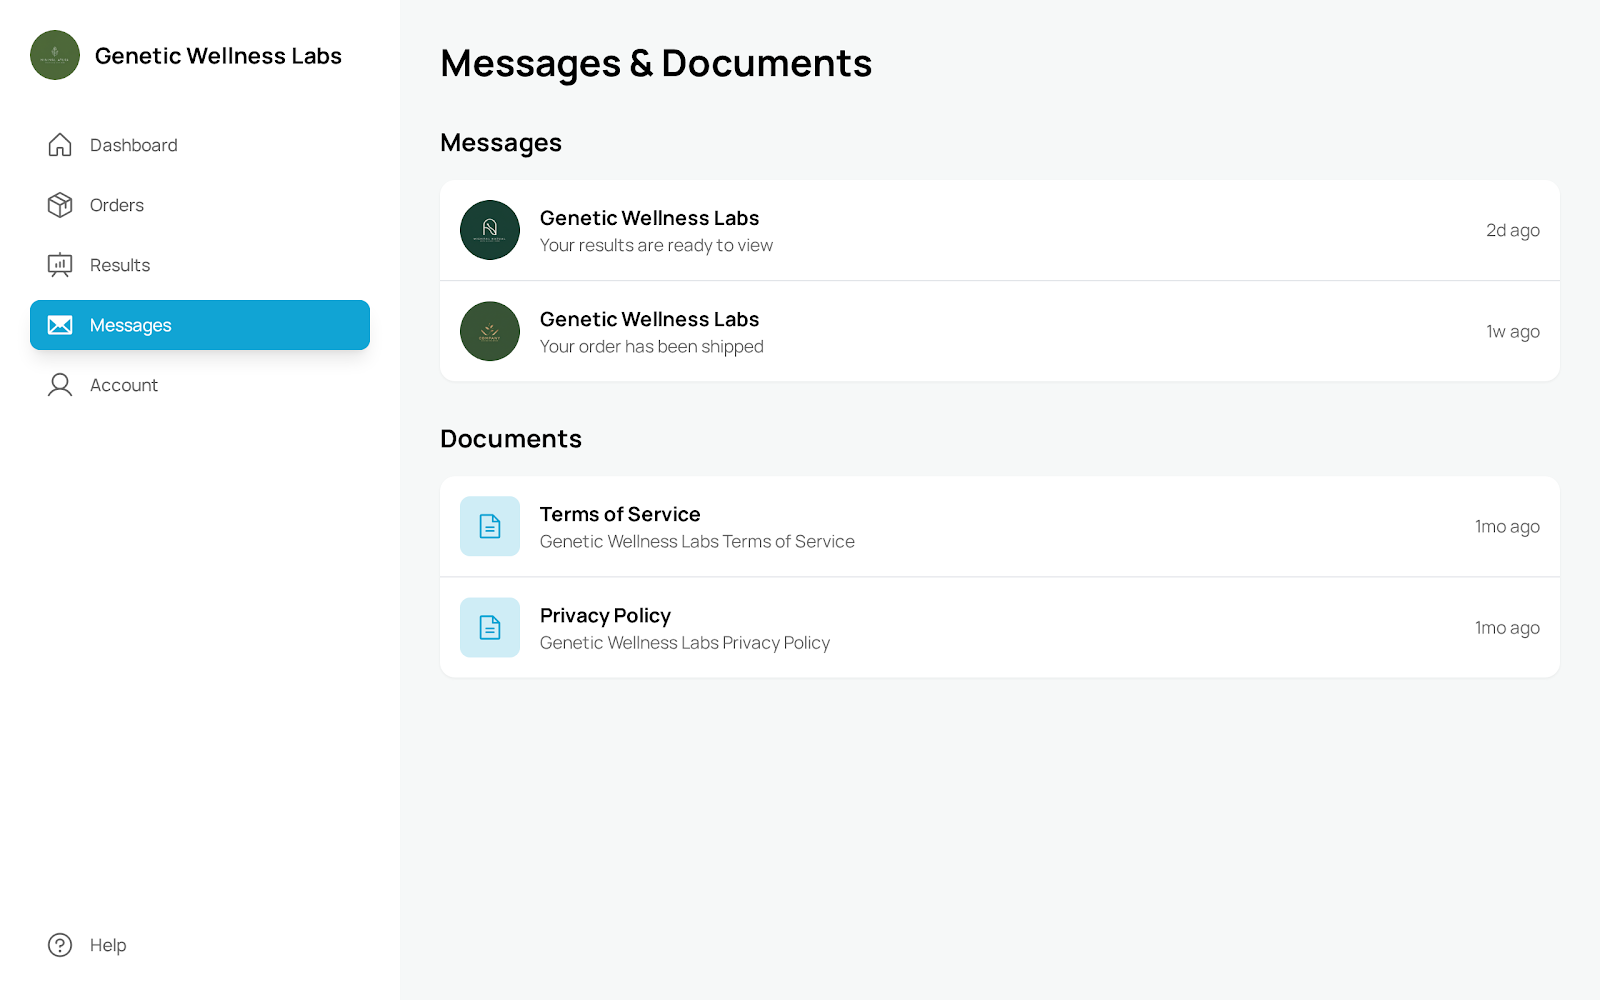 Genetic Wellness Labs
Dashboard
Orders
Results
Messages
Account
Help
Messages & Documents
Messages
Genetic Wellness Labs
Your results are ready to view
2d ago
COMPANY
Genetic Wellness Labs
Your order has been shipped
1w ago
Documents
Terms of Service
Genetic Wellness Labs Terms of Service
1mo ago
Privacy Policy
Genetic Wellness Labs Privacy Policy
1mo ago